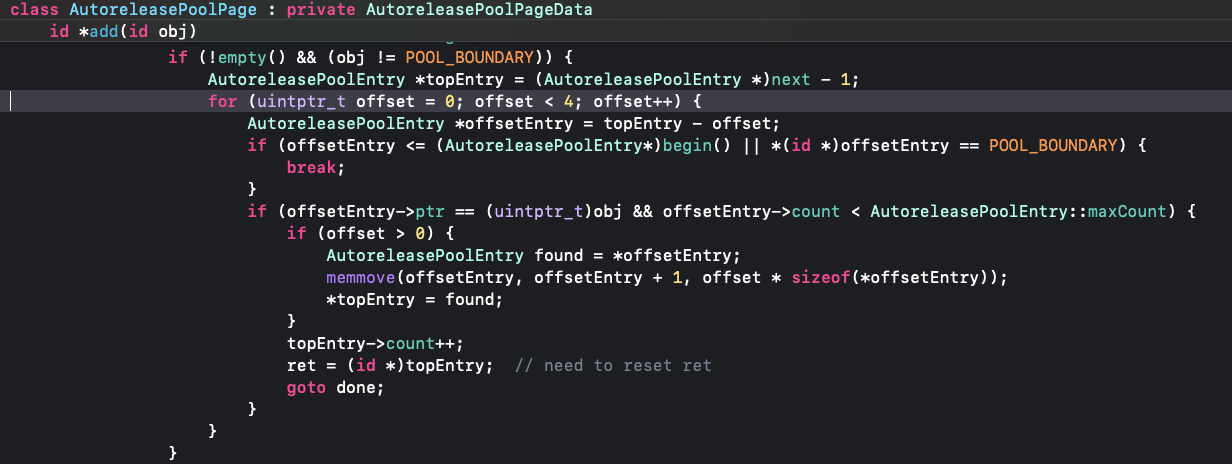 class AutoreleasePoolPage : private AutoreleasePoolPageData
    id *add(id obj)
                if (!empty() && (obj != POOL_BOUNDARY)) {
                    AutoreleasePoolEntry *topEntry = (AutoreleasePoolEntry *)next - 1;
                    for (uintptr_t offset = 0; offset < 4; offset++) {
                        AutoreleasePoolEntry *offsetEntry = topEntry - offset;
                        if (offsetEntry <= (AutoreleasePoolEntry*)begin() || *(id *)offsetEntry == POOL_BOUNDARY) {
                            break;
                        }
                        if (offsetEntry->ptr == (uintptr_t)obj && offsetEntry->count < AutoreleasePoolEntry::maxCount) {
                            if (offset > 0) {
                                AutoreleasePoolEntry found = *offsetEntry;
                                memmove(offsetEntry, offsetEntry + 1, offset * sizeof(*offsetEntry));
                                *topEntry = found;
                            }
                            topEntry->count++;
                            ret = (id *)topEntry;  // need to reset ret
                            goto done;
                        }
                    }
                }